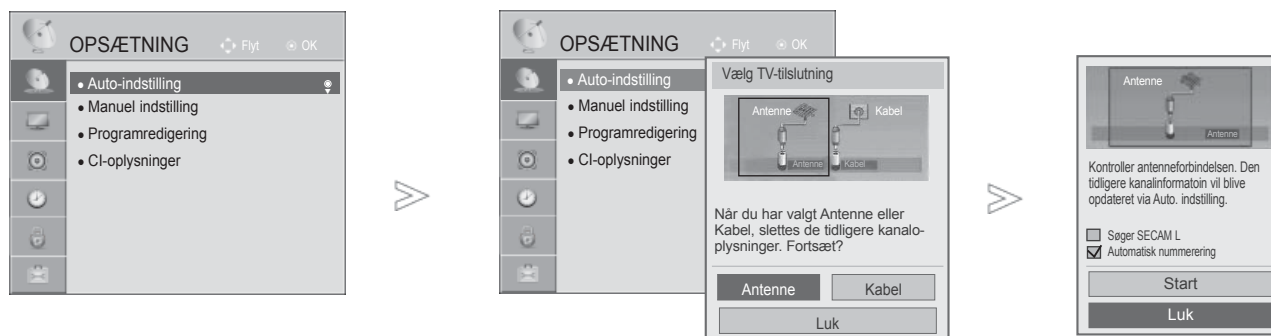 OPSÆTNING
Flyt
OK
• Auto-indstilling
• Manuel indstilling
• Programredigering
• CI-oplysninger
>
OPSÆTNING
Flyt
OK
• Auto-indstilling
• Manuel indstilling
• Programredigering
• CI-oplysninger
Vælg TV-tilslutning
Antenne
Kabel
Antenne
Kabel
Når du har valgt Antenne eller
Kabel, slettes de tidligere kanalo-
plysninger. Fortsæt?
Antenne
Kabel
Luk
>
Antenne
Antenne
Kontroller antenneforbindelsen. Den
tidligere kanalinformatoin vil blive
opdateret via Auto. indstilling.
Søger SECAM L
Automatisk nummerering
Start
Luk